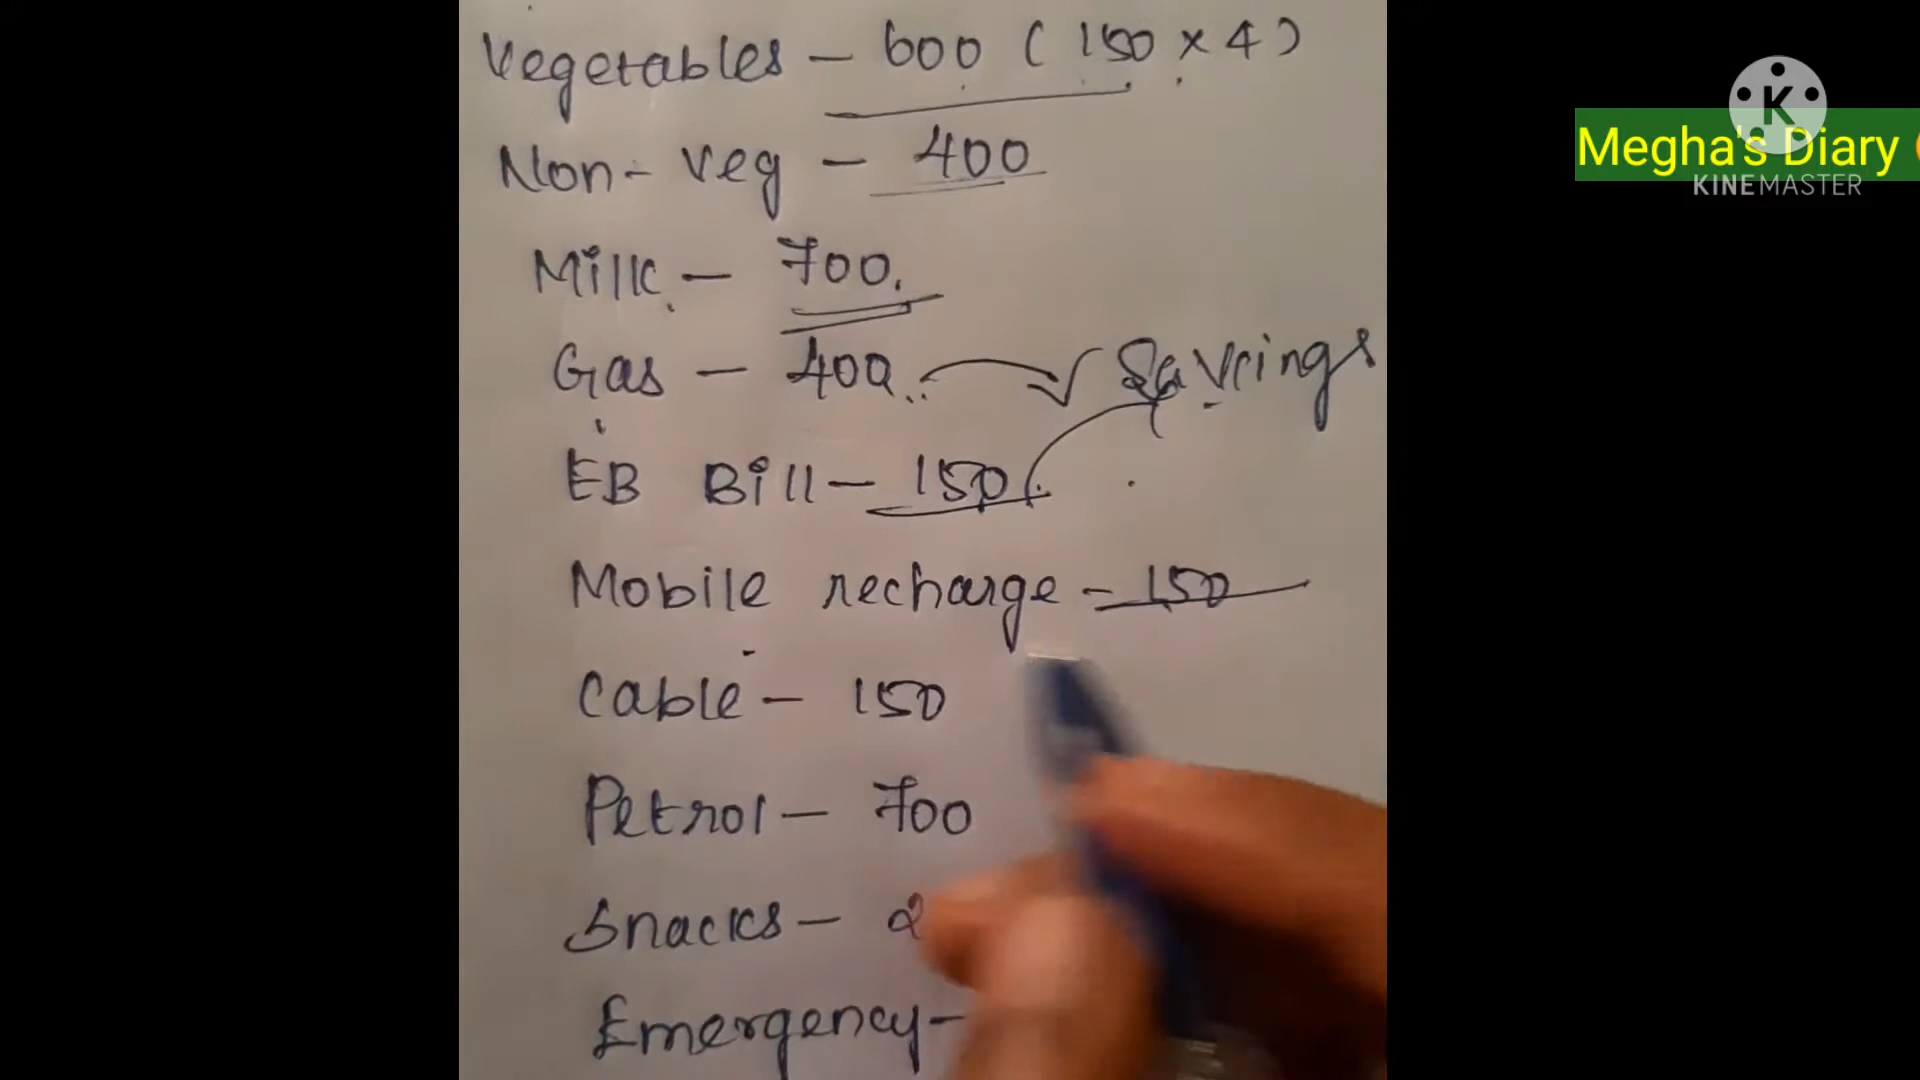 Vegetables - 600 (150 x 4)
Non-veg - 400
Milk - 700.
Gas - 400 Savings
EB Bill - 150
Mobile recharge - 150
Cable - 150
Petrol - 700
Snacks - 2
Emergency -
K
Megha's Diary
KINEMASTER